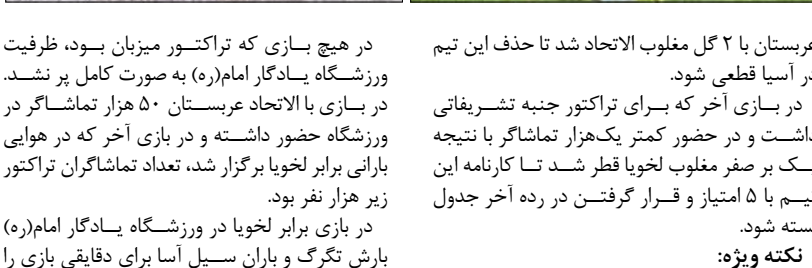 عربستان با ۲ گل مغلوب الاتحاد شد تا حذف این تیم
در آسیا قطعی شود.
در بازی آخر که برای تراکتور جنبه تشریفاتی
داشت و در حضور کمتر یک‌هزار تماشاگر با نتیجه
یک بر صفر مغلوب لخویا قطر شد تا کارنامه این
تیم با ۵ امتیاز و قرار گرفتن در رده آخر جدول
بسته شود.
نکته ویژه:
در هیچ بازی که تراکتور میزبان بود، ظرفیت
ورزشگاه یادگار امام(ره) به صورت کامل پر نشد.
در بازی با الاتحاد عربستان ۵۰ هزار تماشاگر در
ورزشگاه حضور داشته و در بازی آخر که در هوایی
بارانی برابر لخویا برگزار شد، تعداد تماشاگران تراکتور
زیر هزار نفر بود.
در بازی برابر لخویا در ورزشگاه یادگار امام(ره)
بارش تگرگ و باران سیل آسا برای دقایقی بازی را